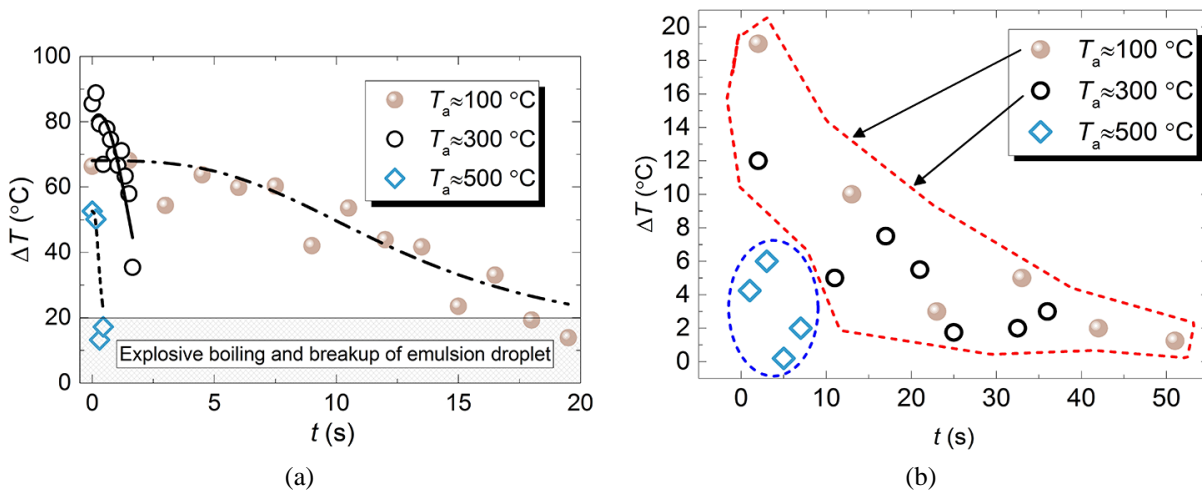 100
80
60
40
20
0
ΔT (°C)
Tₐ≈100 °C
Tₐ≈300 °C
Tₐ≈500 °C
Explosive boiling and breakup of emulsion droplet
0 5 10 15 20
t (s)
(a)
20
18
16
14
12
10
8
6
4
2
0
ΔT (°C)
Tₐ≈100 °C
Tₐ≈300 °C
Tₐ≈500 °C
0 10 20 30 40 50
t (s)
(b)